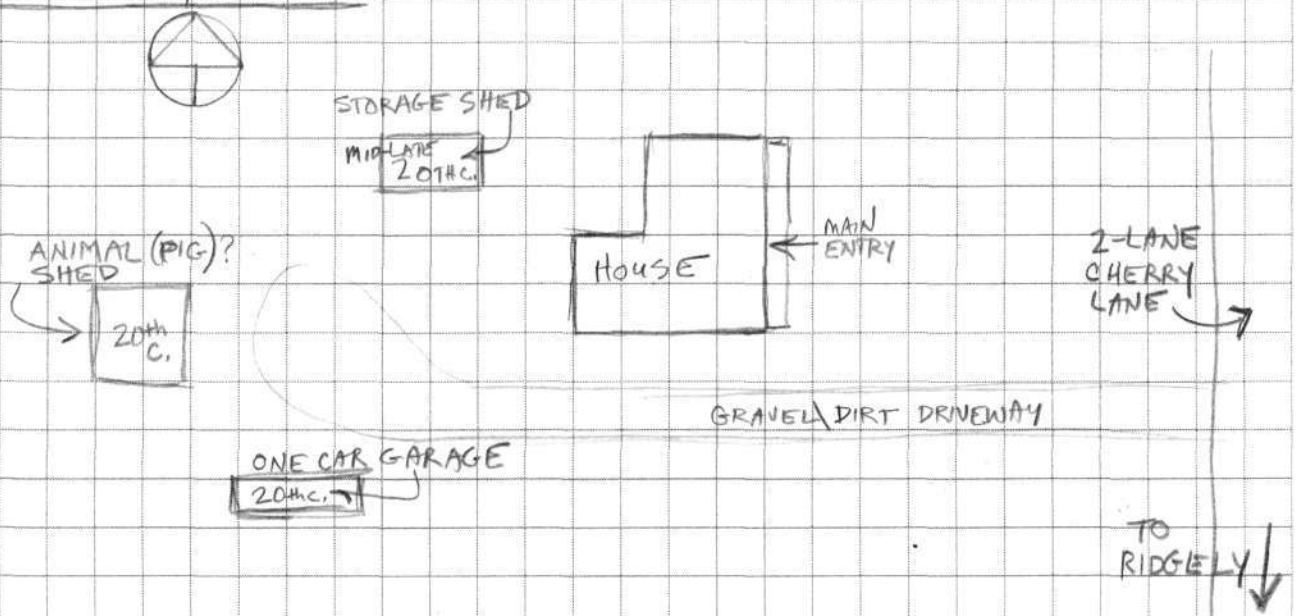 STORAGE SHED
MID-LATE
20TH C.
ANIMAL (PIG)?
SHED
20th
C.
HOUSE
MAIN
ENTRY
2-LANE
CHERRY
LANE
GRAVEL\DIRT DRIVEWAY
ONE CAR GARAGE
20thc.
TO
RIDGELY